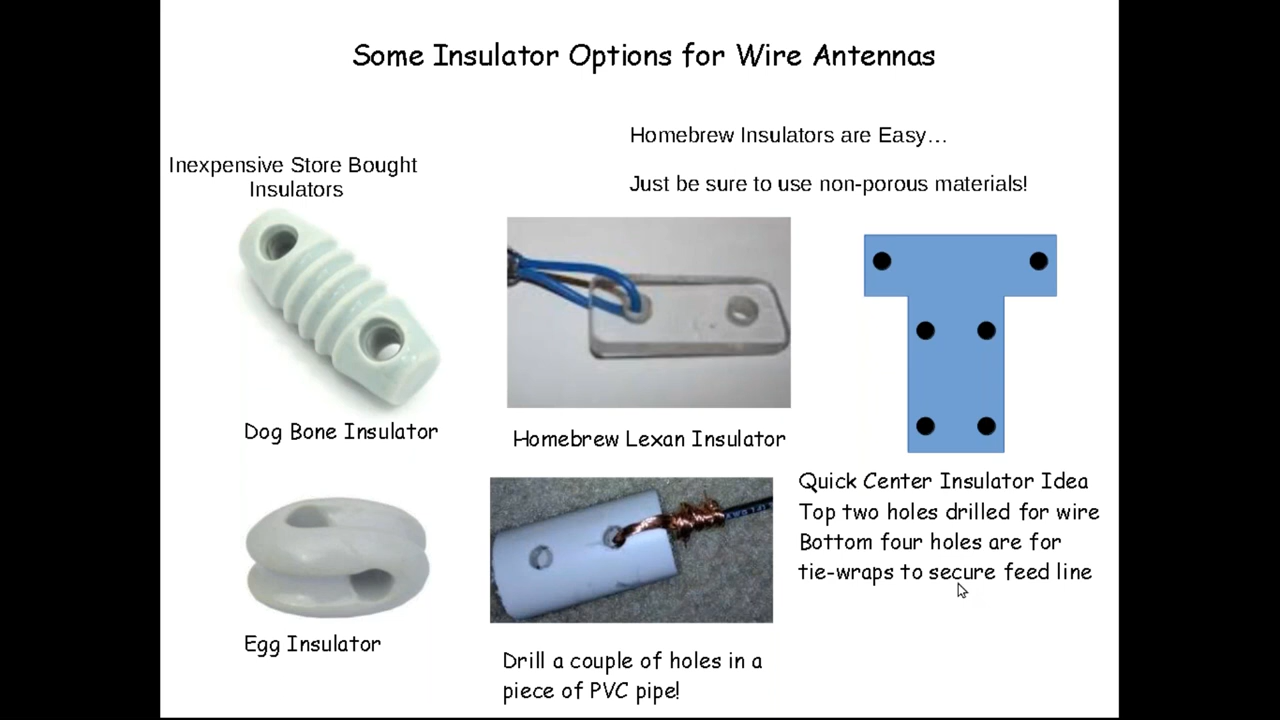 Some Insulator Options for Wire Antennas
Homebrew Insulators are Easy…
Just be sure to use non-porous materials!
Inexpensive Store Bought
Insulators
Dog Bone Insulator
Homebrew Lexan Insulator
Quick Center Insulator Idea
Top two holes drilled for wire
Bottom four holes are for
tie-wraps to secure feed line
Egg Insulator
Drill a couple of holes in a
piece of PVC pipe!